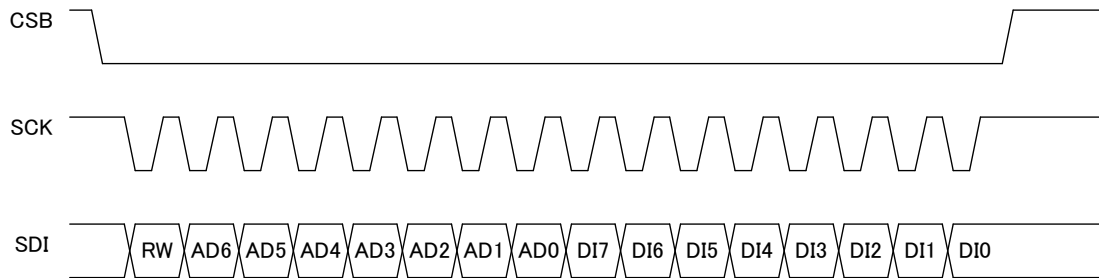 CSB
SCK
SDI RW AD6 AD5 AD4 AD3 AD2 AD1 AD0 DI7 DI6 DI5 DI4 DI3 DI2 DI1 DI0